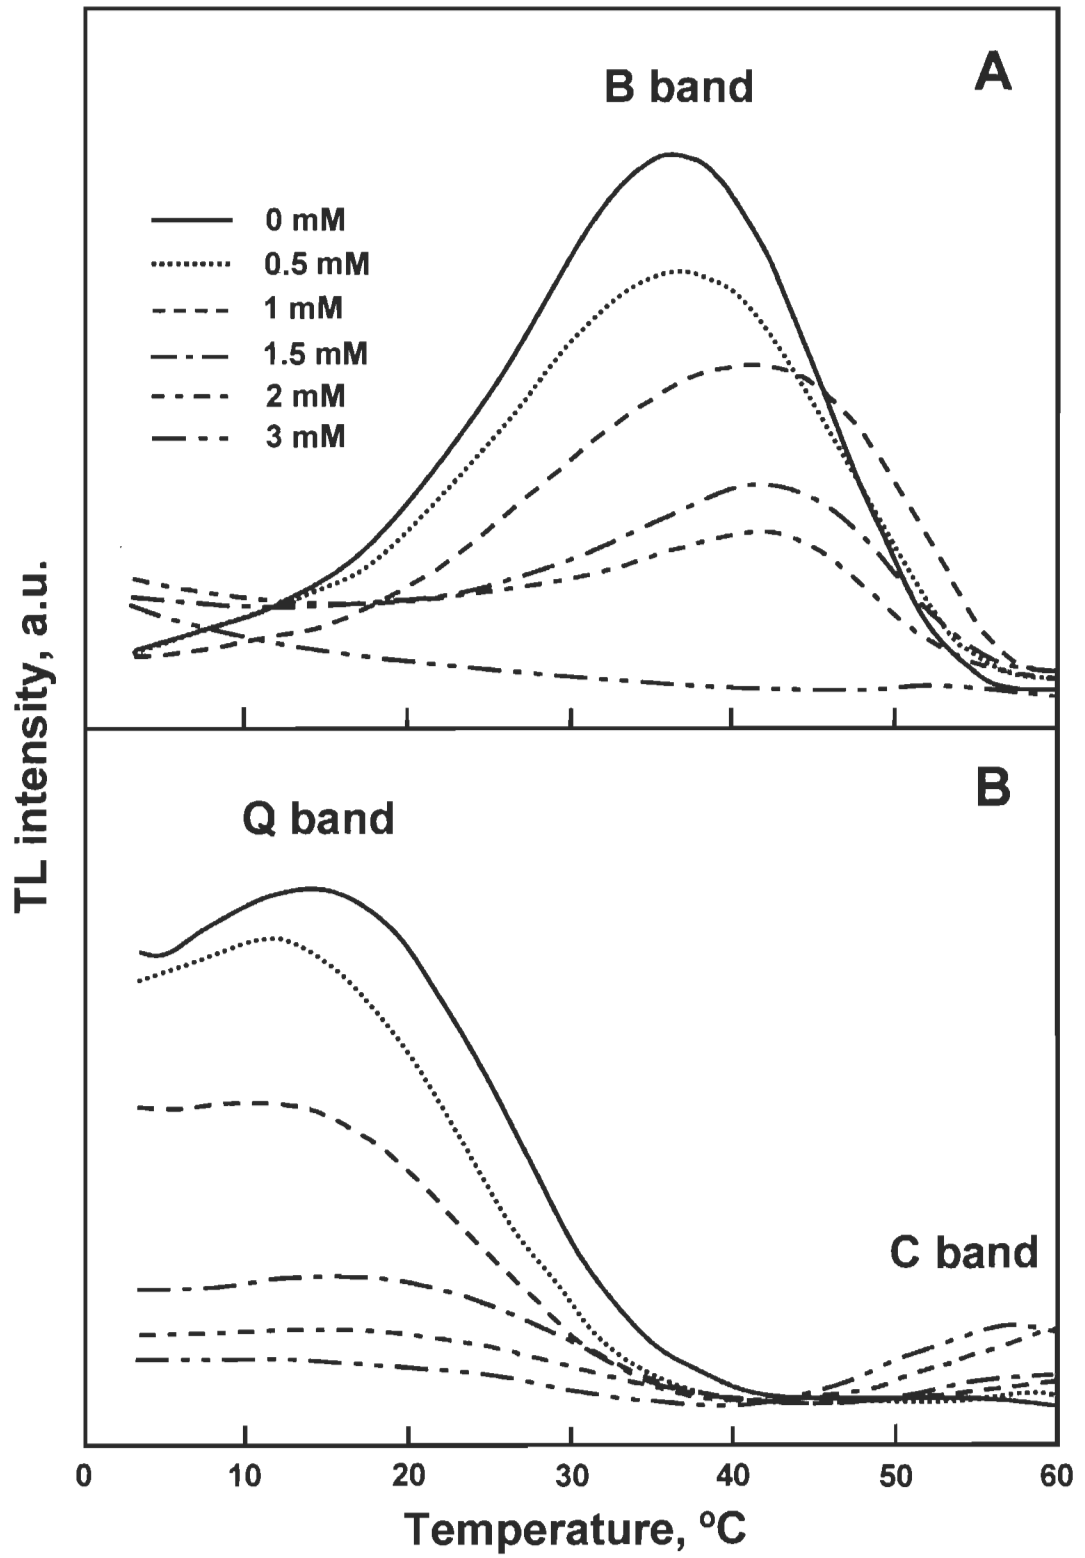 A
B band
0 mM
0.5 mM
1 mM
1.5 mM
2 mM
3 mM
TL intensity, a.u.
B
Q band
C band
0 10 20 30 40 50 60
Temperature, ºC